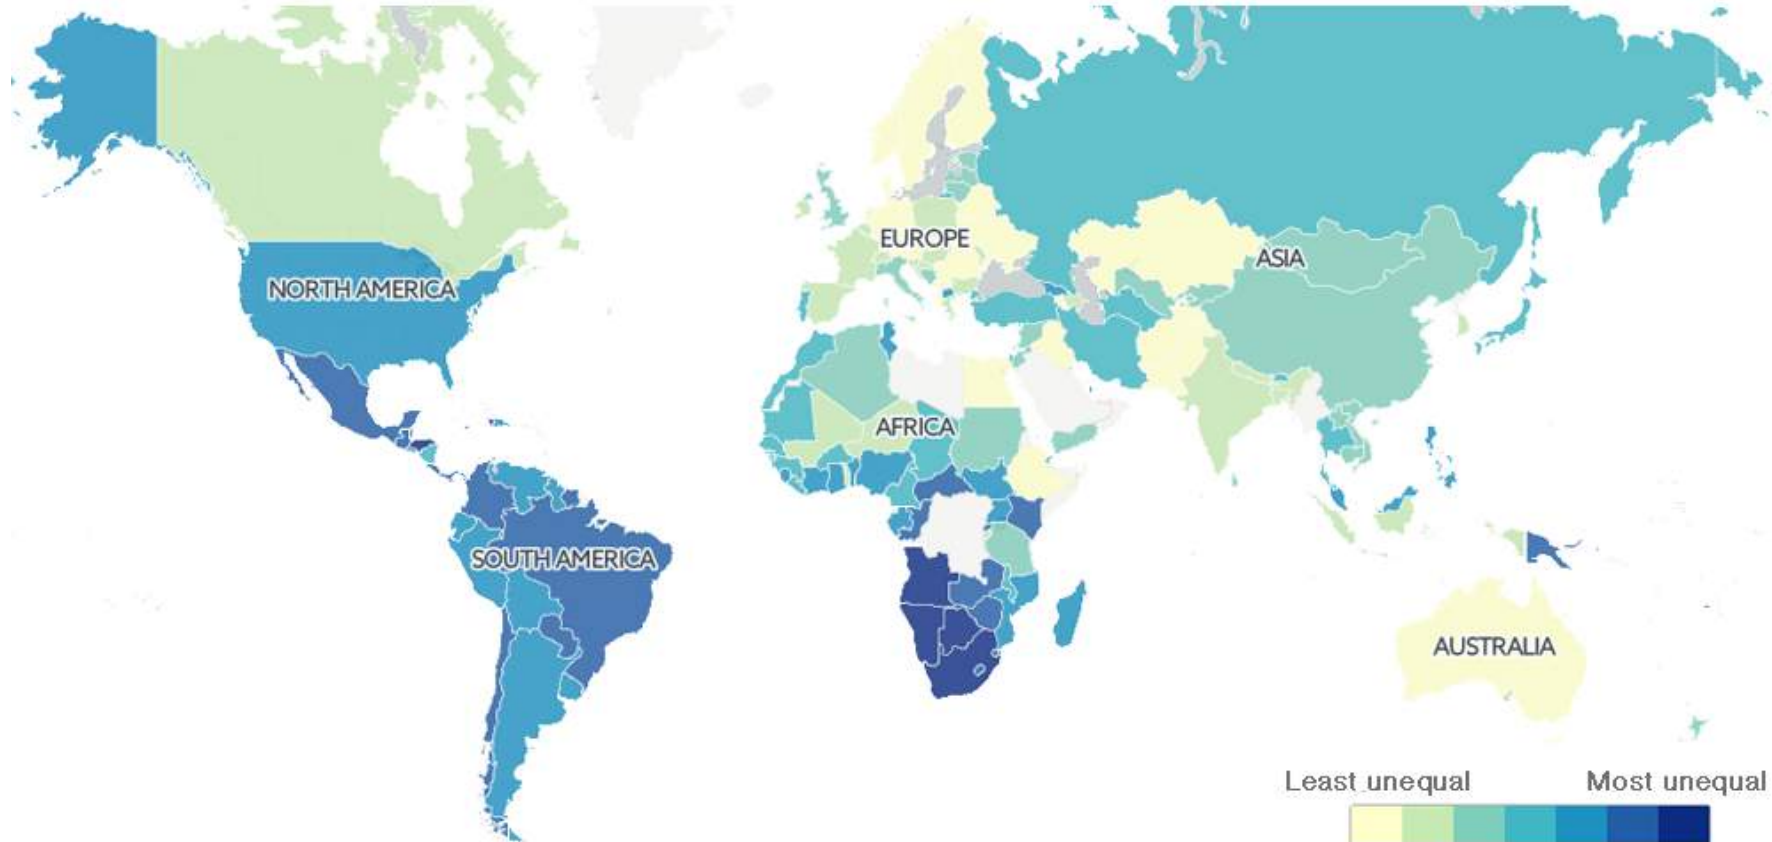 EUROPE
ASIA
NORTH AMERICA
AFRICA
SOUTH AMERICA
AUSTRALIA
Least unequal
Most unequal